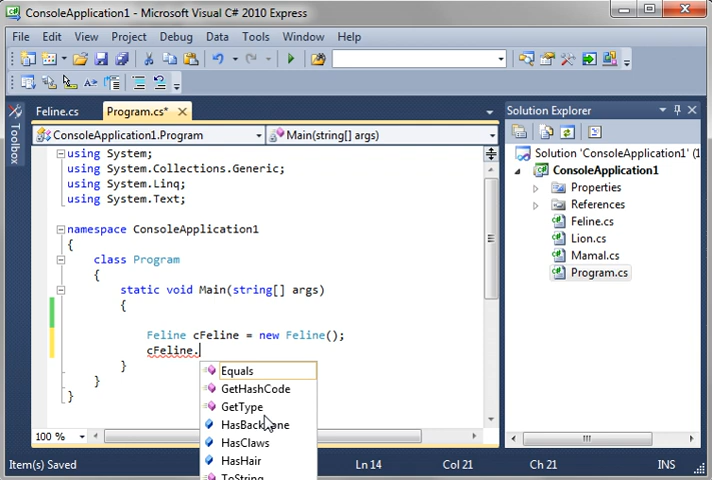 ConsoleApplication1 - Microsoft Visual C# 2010 Express
File Edit View Project Debug Data Tools Window Help
Feline.cs Program.cs*
Toolbox
ConsoleApplication1.Program Main(string[] args)
using System;
using System.Collections.Generic;
using System.Linq;
using System.Text;
namespace ConsoleApplication1
{
class Program
{
static void Main(string[] args)
{
Feline cFeline = new Feline();
cFeline.
}
}
}
Equals
GetHashCode
GetType
HasBackbone
HasClaws
HasHair
ToString
100 %
Solution Explorer
Solution 'ConsoleApplication1' (1
ConsoleApplication1
Properties
References
Feline.cs
Lion.cs
Mamal.cs
Program.cs
Item(s) Saved Ln 14 Col 21 Ch 21 INS